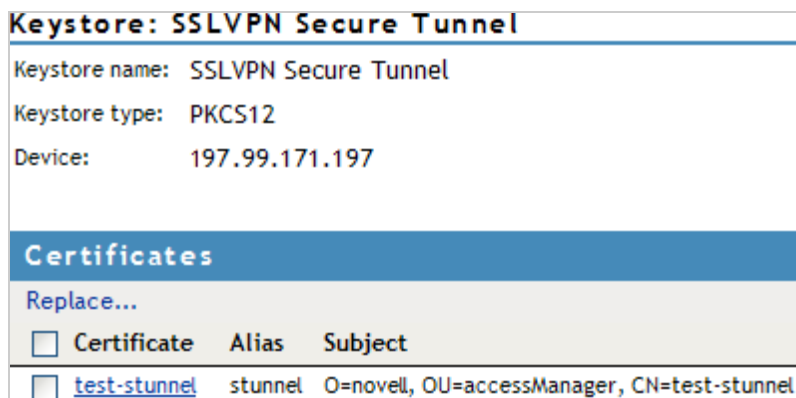 Keystore: SSLVPN Secure Tunnel
Keystore name: SSLVPN Secure Tunnel
Keystore type: PKCS12
Device: 197.99.171.197
Certificates
Replace...
Certificate Alias Subject
test-stunnel stunnel O=novell, OU=accessManager, CN=test-stunnel